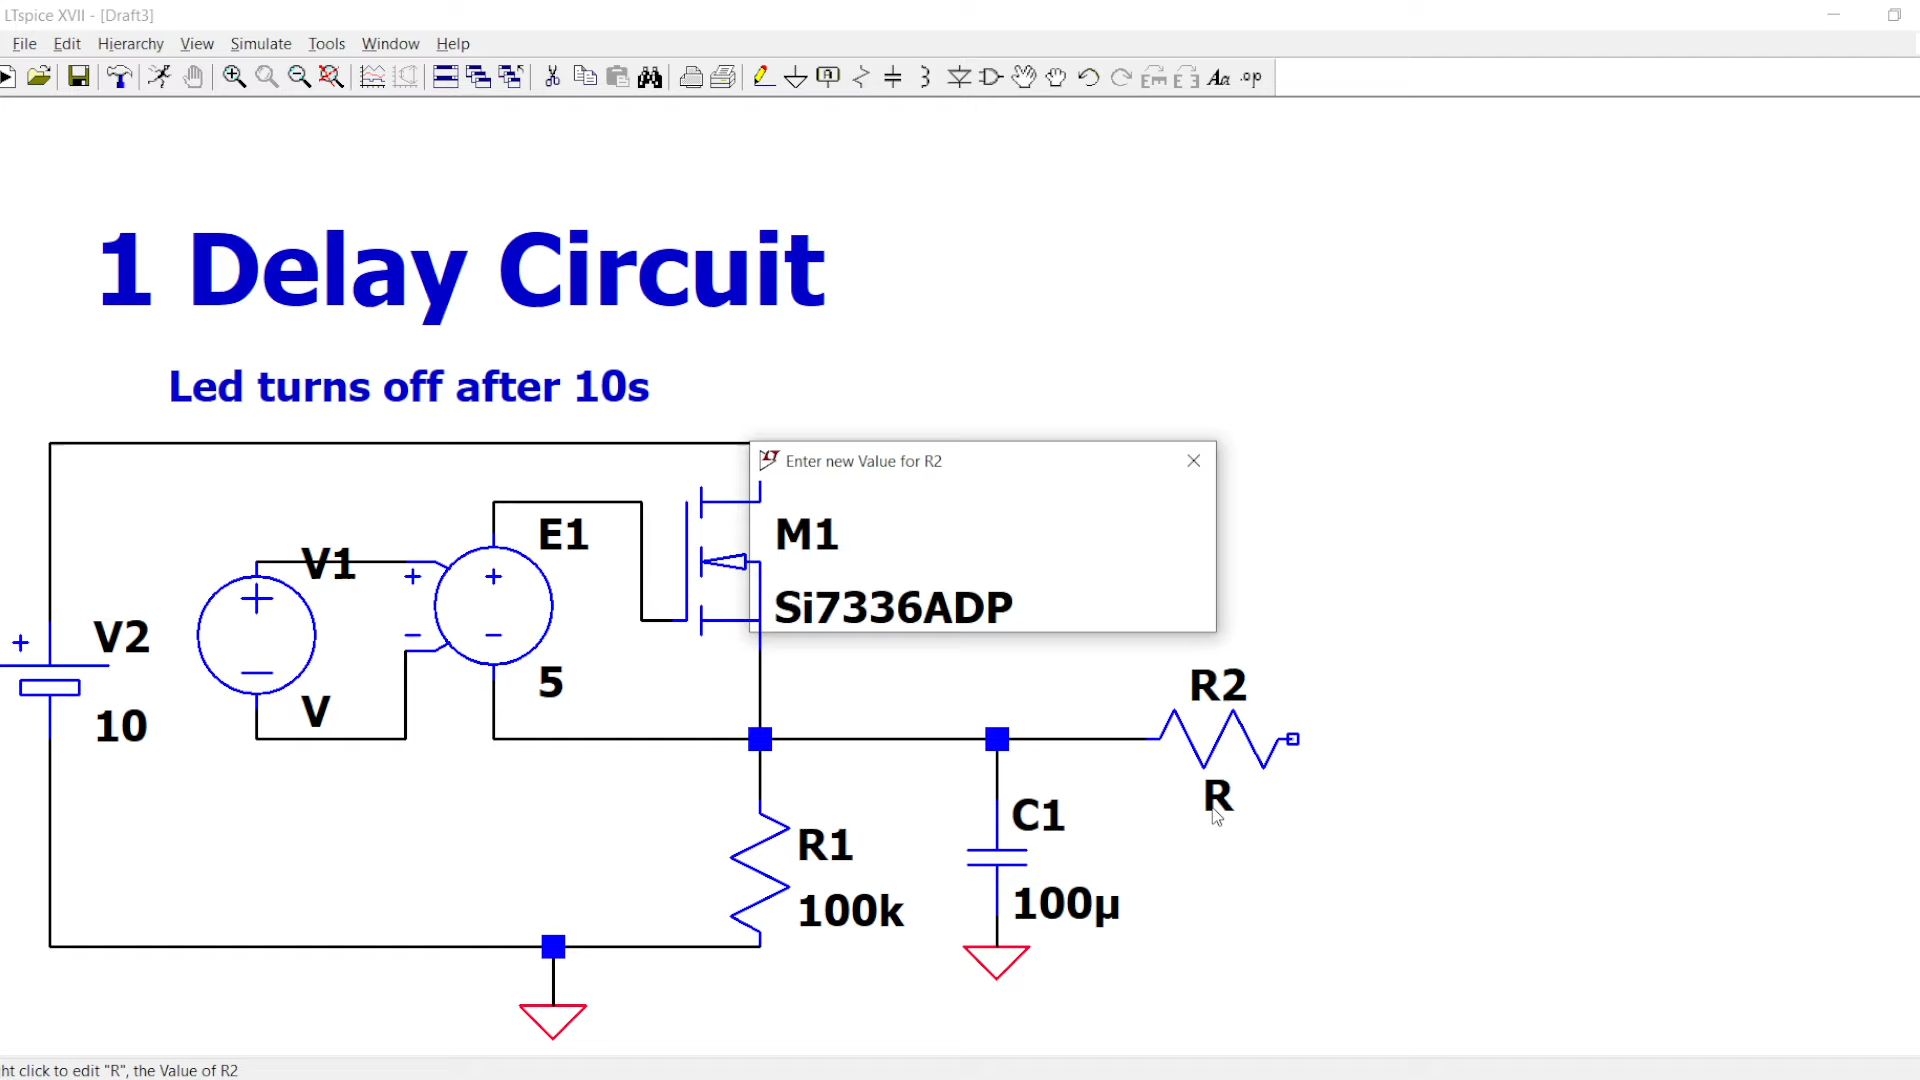 LTspice XVII - [Draft3]
File Edit Hierarchy View Simulate Tools Window Help
Aa .op
1 Delay Circuit
Led turns off after 10s
Enter new Value for R2
E1
M1
V1
Si7336ADP
V2
5
R2
V
10
R
C1
R1
100µ
100k
ht click to edit "R", the Value of R2